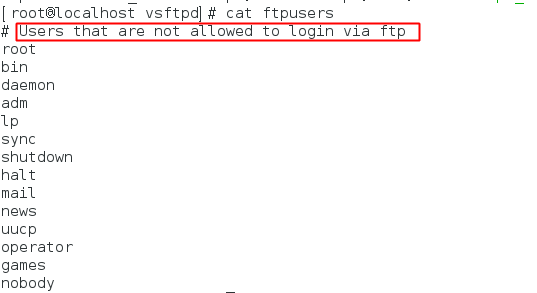 [root@localhost vsftpd]# cat ftpusers
# Users that are not allowed to login via ftp
root
bin
daemon
adm
lp
sync
shutdown
halt
mail
news
uucp
operator
games
nobody